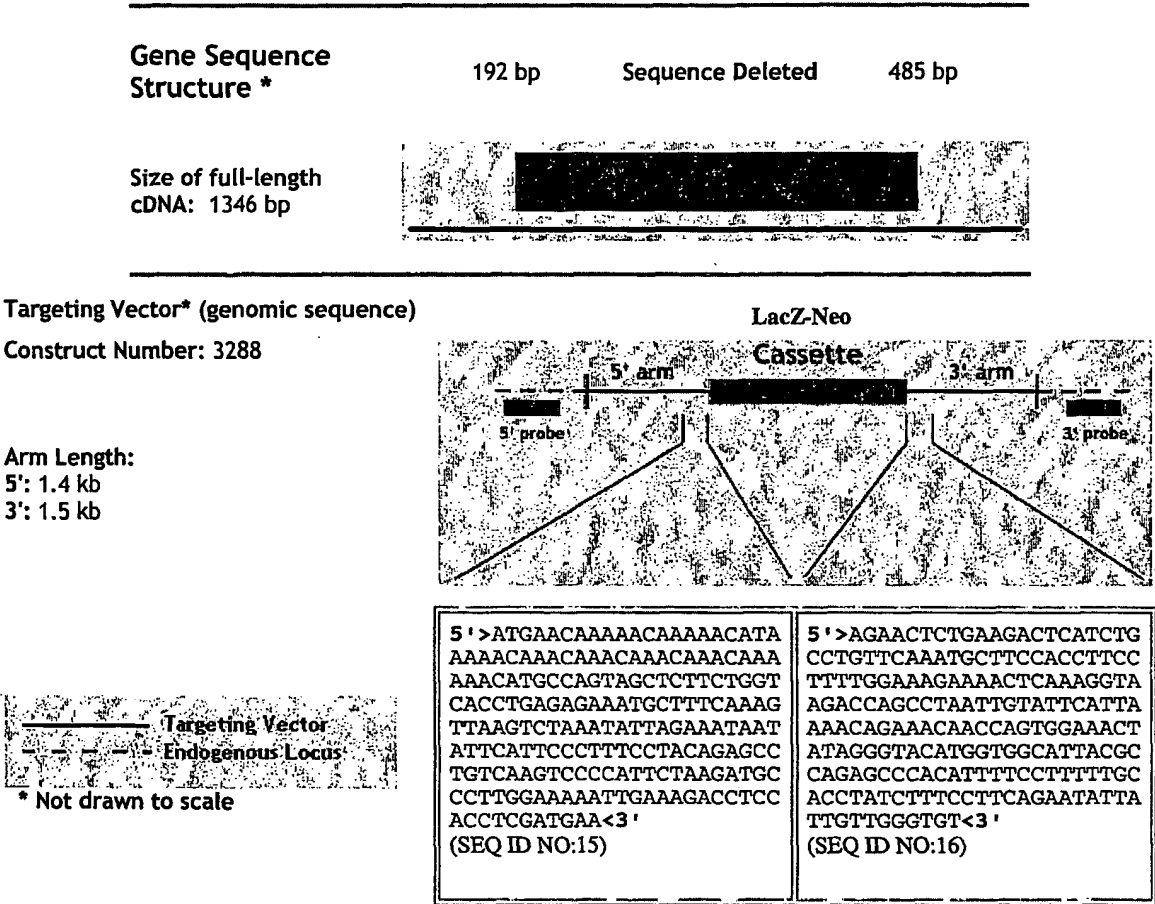 Gene Sequence
Structure *
192 bp
Sequence Deleted
485 bp
Size of full-length
cDNA: 1346 bp
Targeting Vector* (genomic sequence)
Construct Number: 3288
Arm Length:
5': 1.4 kb
3': 1.5 kb
LacZ-Neo
Cassette
5' arm
3' arm
5' probe
3' probe
Targeting Vector
Endogenous Locus
* Not drawn to scale
5'>ATGAACAAAAACAAAAACATA
AAAACAAACAAACAAACAAACAAA
AAACATGCCAGTAGCTCTTCTGGT
CACCTGAGAGAAATGCTTTCAAAG
TTAAGTCTAAATATTAGAAATAAT
ATTCATTCCCTTTCCTACAGAGCC
TGTCAAGTCCCCATTCTAAGATGC
CCTTGGAAAAATTGAAAGACCTCC
ACCTCGATGAA<3'
(SEQ ID NO:15)
5'>AGAACTCTGAAGACTCATCTG
CCTGTTCAAATGCTTCCACCTTCC
TTTTGGAAAGAAAACTCAAAGGTA
AGACCAGCCTAATTGTATTCATTA
AAACAGAAACAACCAGTGGAAACT
ATAGGGTACATGGTGGCATTACGC
CAGAGCCCACATTTTCCTTTTTGC
ACCTATCTTTCCTTCAGAATATTA
TTGTTGGGTGT<3'
(SEQ ID NO:16)